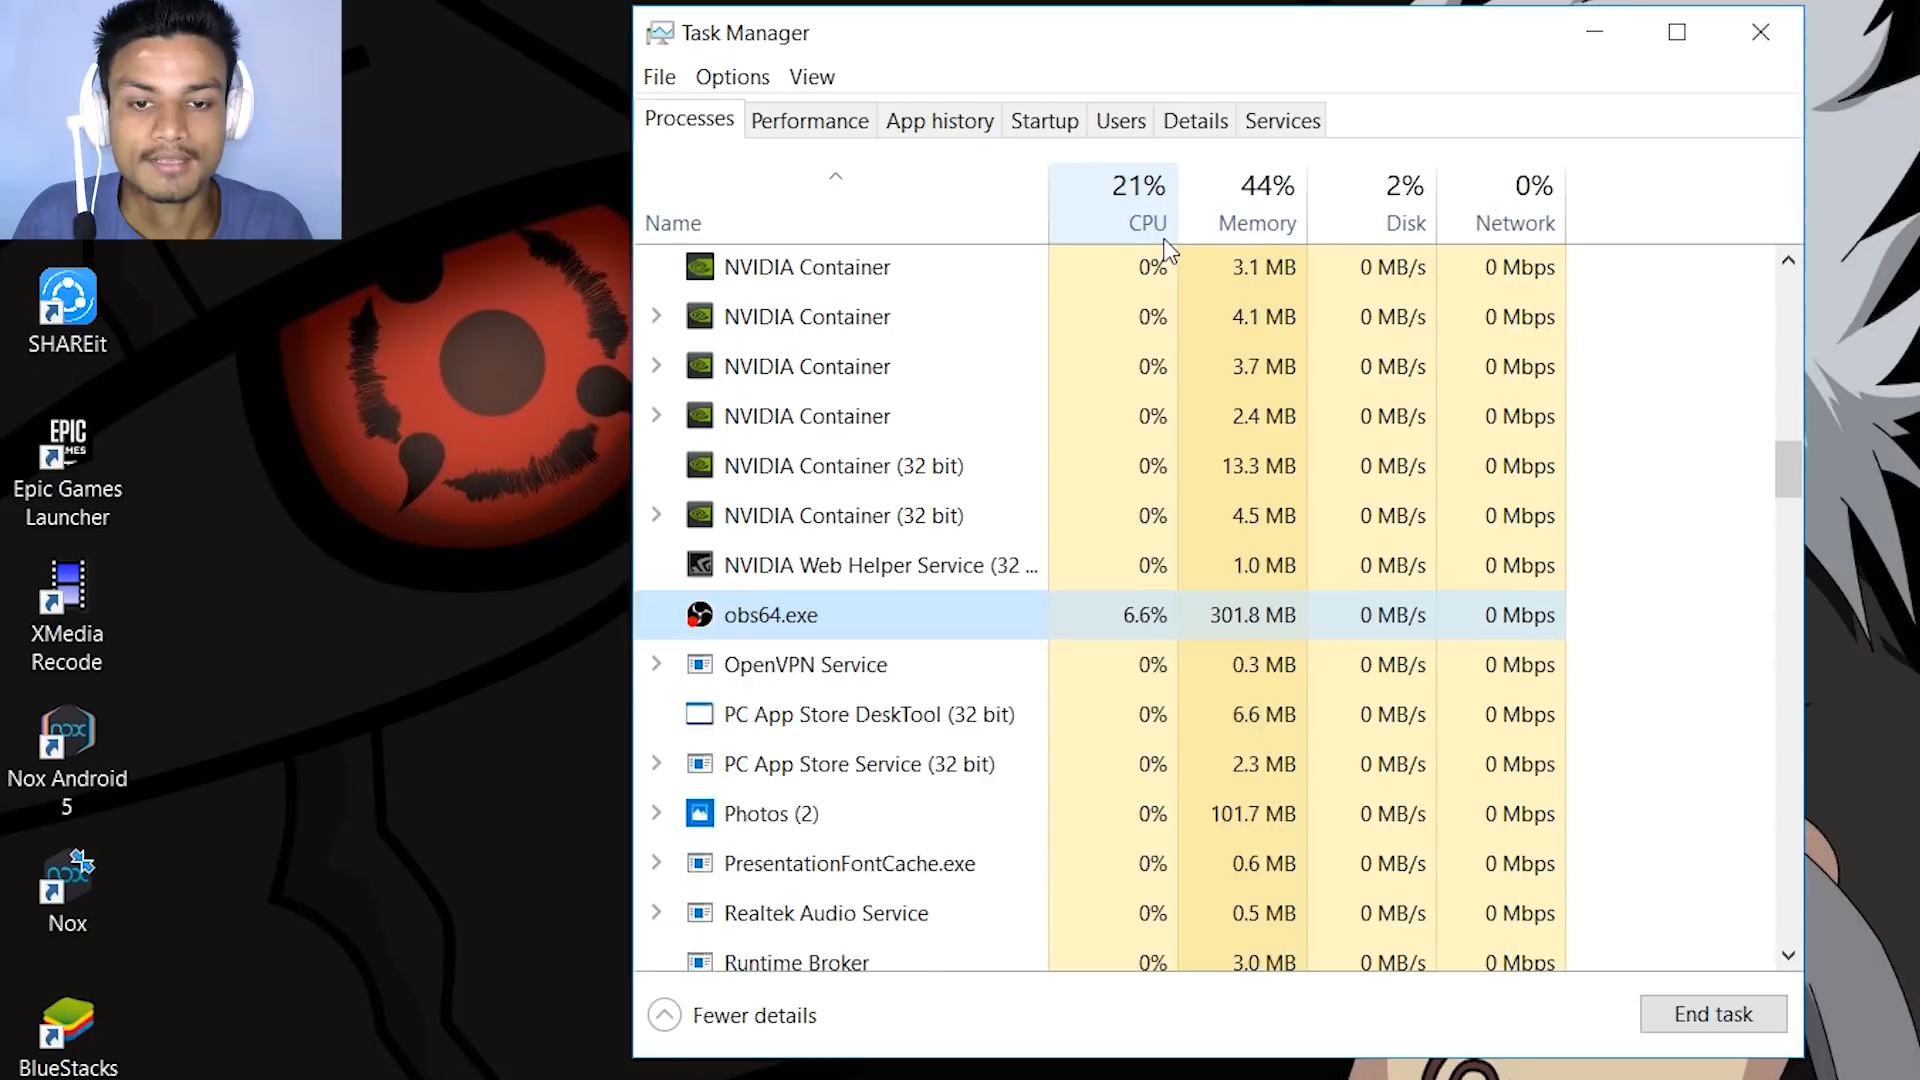 SHAREit
EPIC
Epic Games
Launcher
XMedia
Recode
nox
Nox Android
5
nox
Nox
BlueStacks
Task Manager
File Options View
Processes Performance App history Startup Users Details Services
21% 44% 2% 0%
Name CPU Memory Disk Network
NVIDIA Container 0% 3.1 MB 0 MB/s 0 Mbps
NVIDIA Container 0% 4.1 MB 0 MB/s 0 Mbps
NVIDIA Container 0% 3.7 MB 0 MB/s 0 Mbps
NVIDIA Container 0% 2.4 MB 0 MB/s 0 Mbps
NVIDIA Container (32 bit) 0% 13.3 MB 0 MB/s 0 Mbps
NVIDIA Container (32 bit) 0% 4.5 MB 0 MB/s 0 Mbps
NVIDIA Web Helper Service (32 ... 0% 1.0 MB 0 MB/s 0 Mbps
obs64.exe 6.6% 301.8 MB 0 MB/s 0 Mbps
OpenVPN Service 0% 0.3 MB 0 MB/s 0 Mbps
PC App Store DeskTool (32 bit) 0% 6.6 MB 0 MB/s 0 Mbps
PC App Store Service (32 bit) 0% 2.3 MB 0 MB/s 0 Mbps
Photos (2) 0% 101.7 MB 0 MB/s 0 Mbps
PresentationFontCache.exe 0% 0.6 MB 0 MB/s 0 Mbps
Realtek Audio Service 0% 0.5 MB 0 MB/s 0 Mbps
Runtime Broker 0% 3.0 MB 0 MB/s 0 Mbps
Fewer details End task